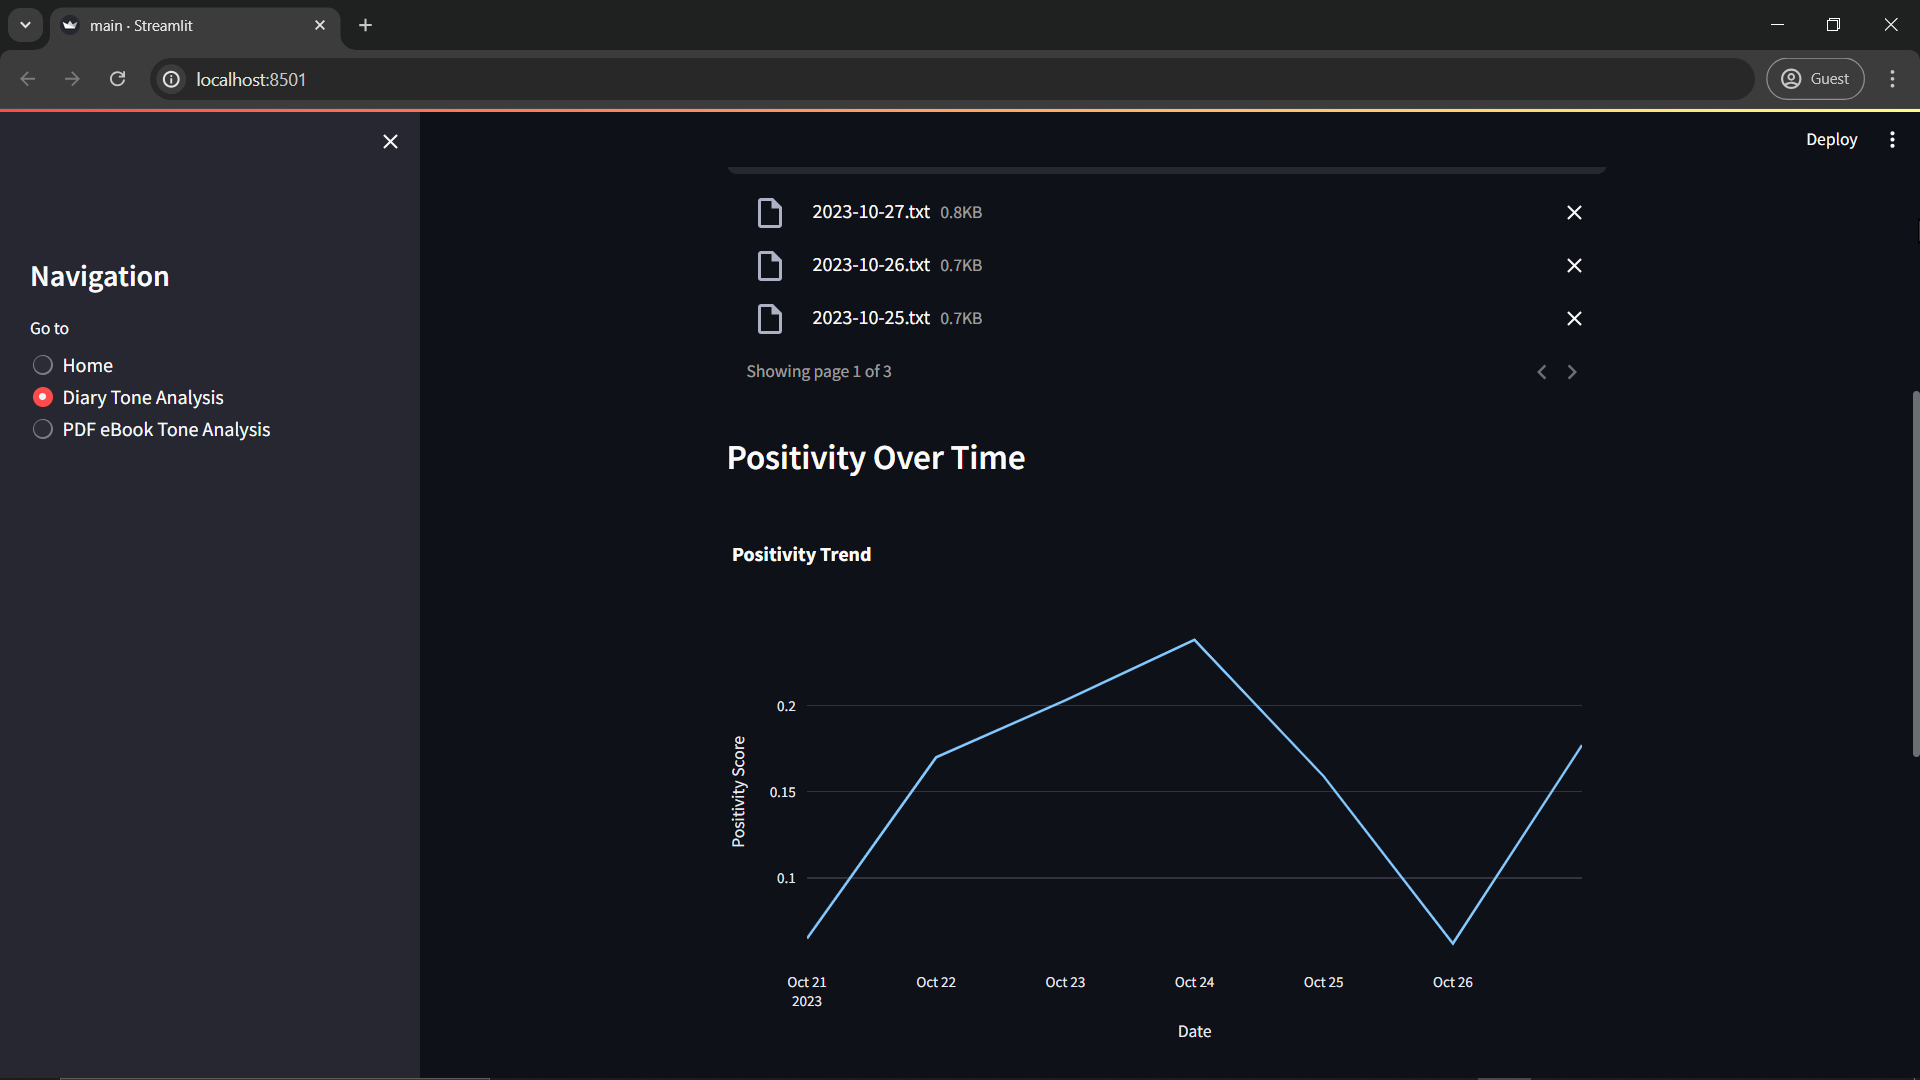 main · Streamlit
localhost:8501
Guest
Deploy
Navigation
Go to
Home
Diary Tone Analysis
PDF eBook Tone Analysis
2023-10-27.txt 0.8KB
2023-10-26.txt 0.7KB
2023-10-25.txt 0.7KB
Showing page 1 of 3
Positivity Over Time
Positivity Trend
Positivity Score
0.2
0.15
0.1
Oct 21 Oct 22 Oct 23 Oct 24 Oct 25 Oct 26
2023
Date